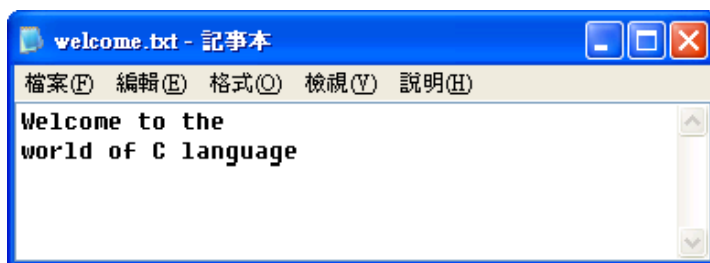 welcome.txt - 記事本
檔案(F) 編輯(E) 格式(O) 檢視(V) 說明(H)
Welcome to the
world of C language